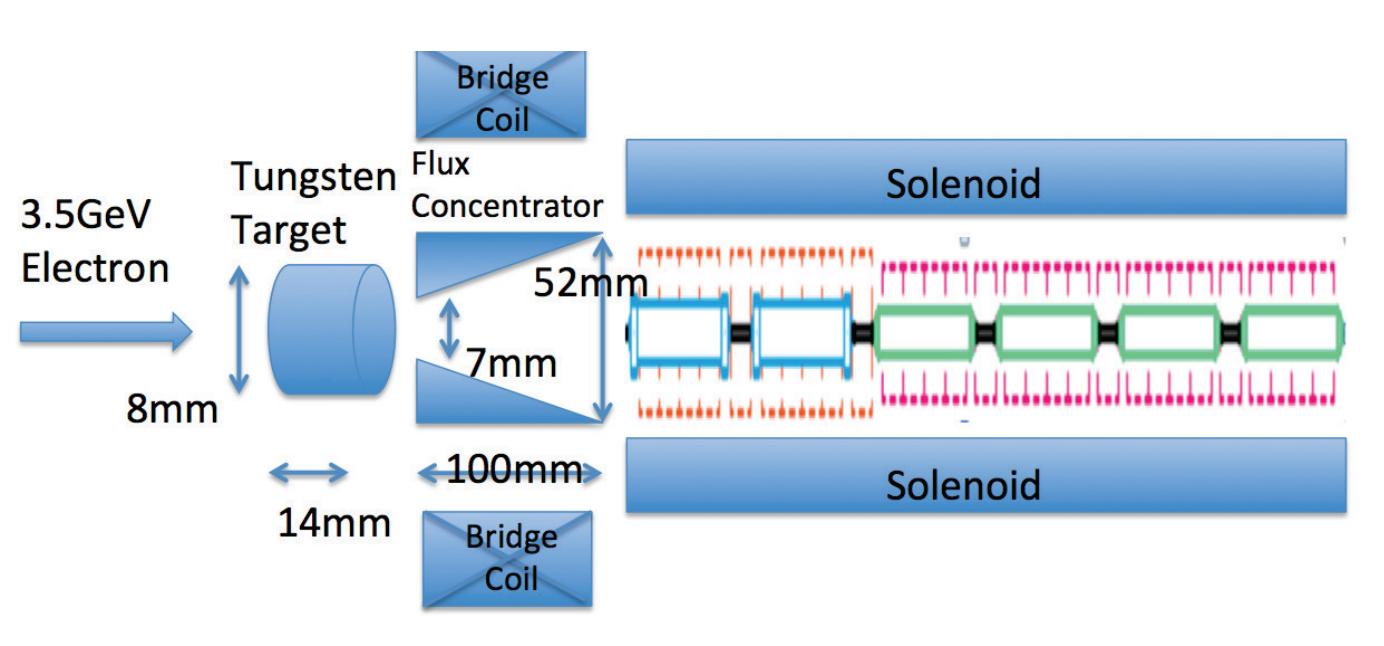 Bridge
Coil
Flux
Concentrator
Tungsten
Target
3.5GeV
Electron
Solenoid
52mm
7mm
8mm
100mm
14mm
Solenoid
Bridge
Coil